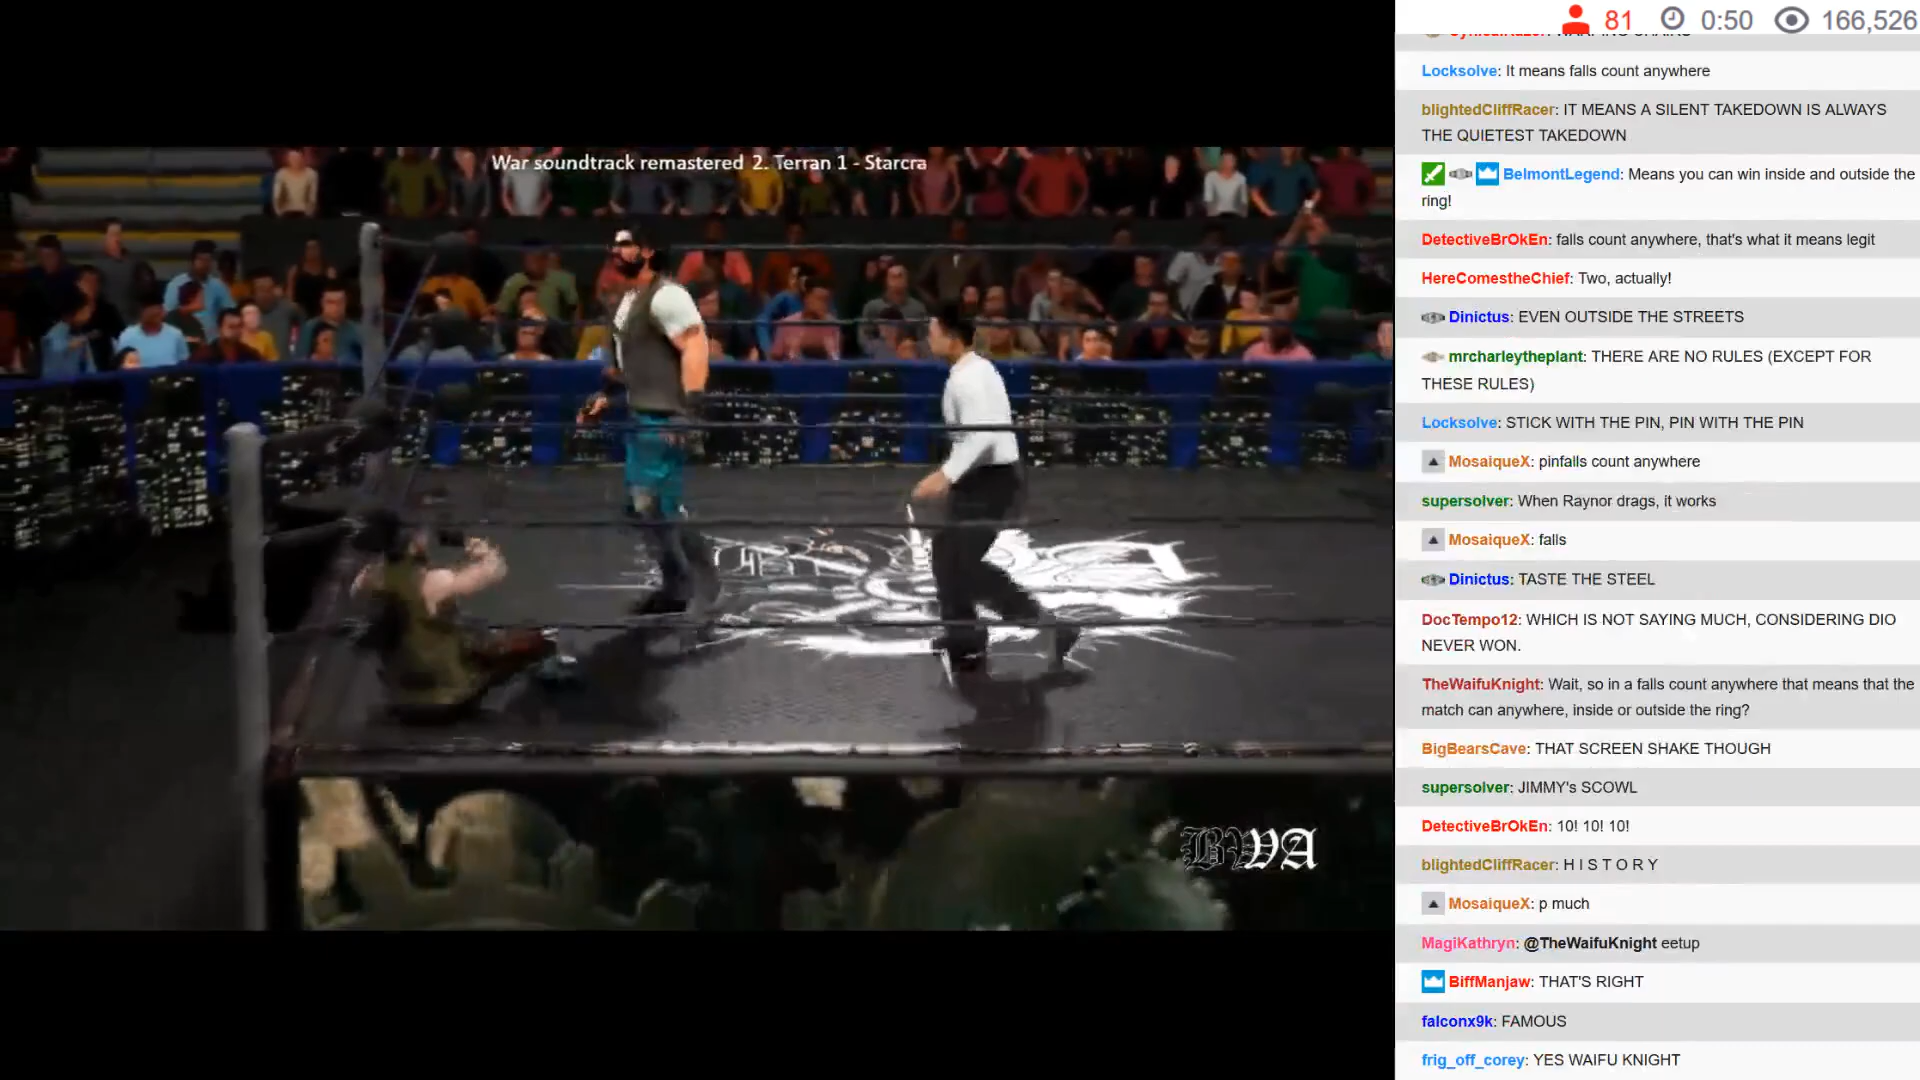 81 0:50 166,526
Locksolve: It means falls count anywhere
blightedCliffRacer: IT MEANS A SILENT TAKEDOWN IS ALWAYS
THE QUIETEST TAKEDOWN
BelmontLegend: Means you can win inside and outside the
ring!
DetectiveBrOkEn: falls count anywhere, that's what it means legit
HereComestheChief: Two, actually!
Dinictus: EVEN OUTSIDE THE STREETS
mrcharleytheplant: THERE ARE NO RULES (EXCEPT FOR
THESE RULES)
Locksolve: STICK WITH THE PIN, PIN WITH THE PIN
MosaiqueX: pinfalls count anywhere
supersolver: When Raynor drags, it works
MosaiqueX: falls
Dinictus: TASTE THE STEEL
DocTempo12: WHICH IS NOT SAYING MUCH, CONSIDERING DIO
NEVER WON.
TheWaifuKnight: Wait, so in a falls count anywhere that means that the
match can anywhere, inside or outside the ring?
BigBearsCave: THAT SCREEN SHAKE THOUGH
supersolver: JIMMY's SCOWL
DetectiveBrOkEn: 10! 10! 10!
blightedCliffRacer: H I S T O R Y
MosaiqueX: p much
MagiKathryn: @TheWaifuKnight eetup
BiffManjaw: THAT'S RIGHT
falconx9k: FAMOUS
frig_off_corey: YES WAIFU KNIGHT
War soundtrack remastered 2. Terran 1 - Starcra
BWA